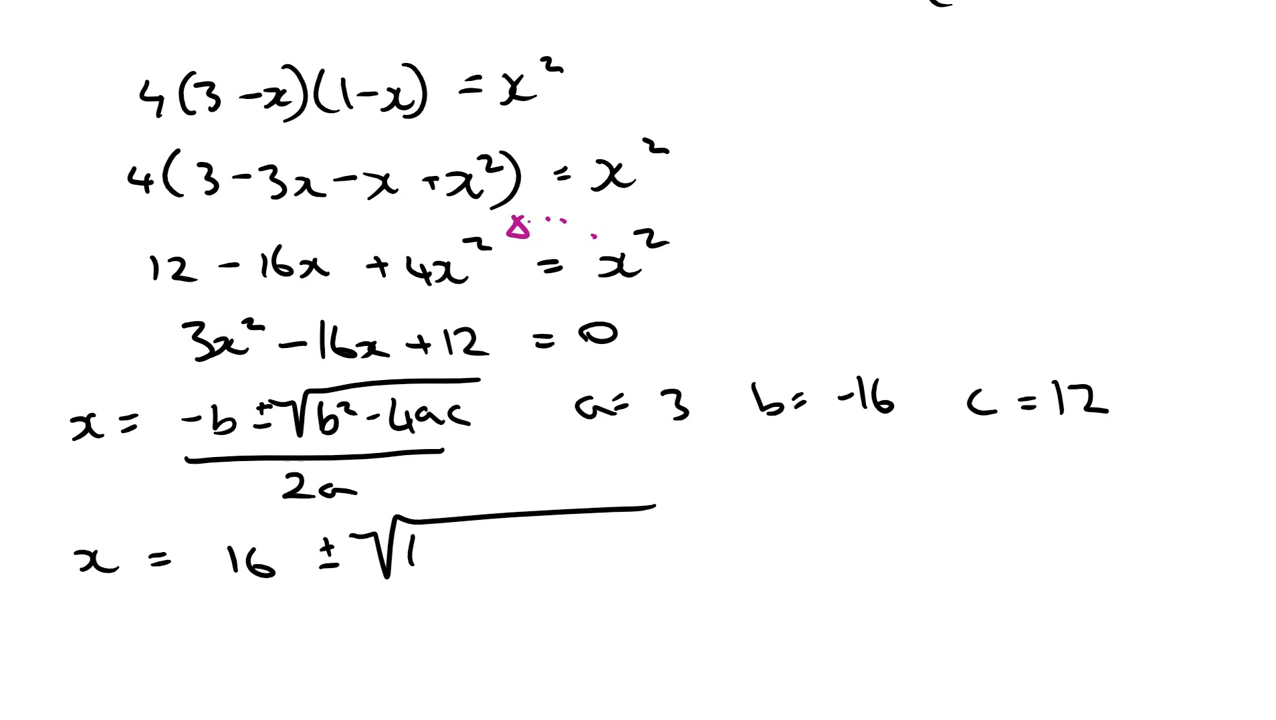 4(3-x)(1-x) = x²
4(3-3x-x+x²) = x²
12 - 16x + 4x² = x²
3x² - 16x + 12 = 0
x = (-b ± √(b² - 4ac)) / 2a    a = 3    b = -16    c = 12
x = 16 ± √1